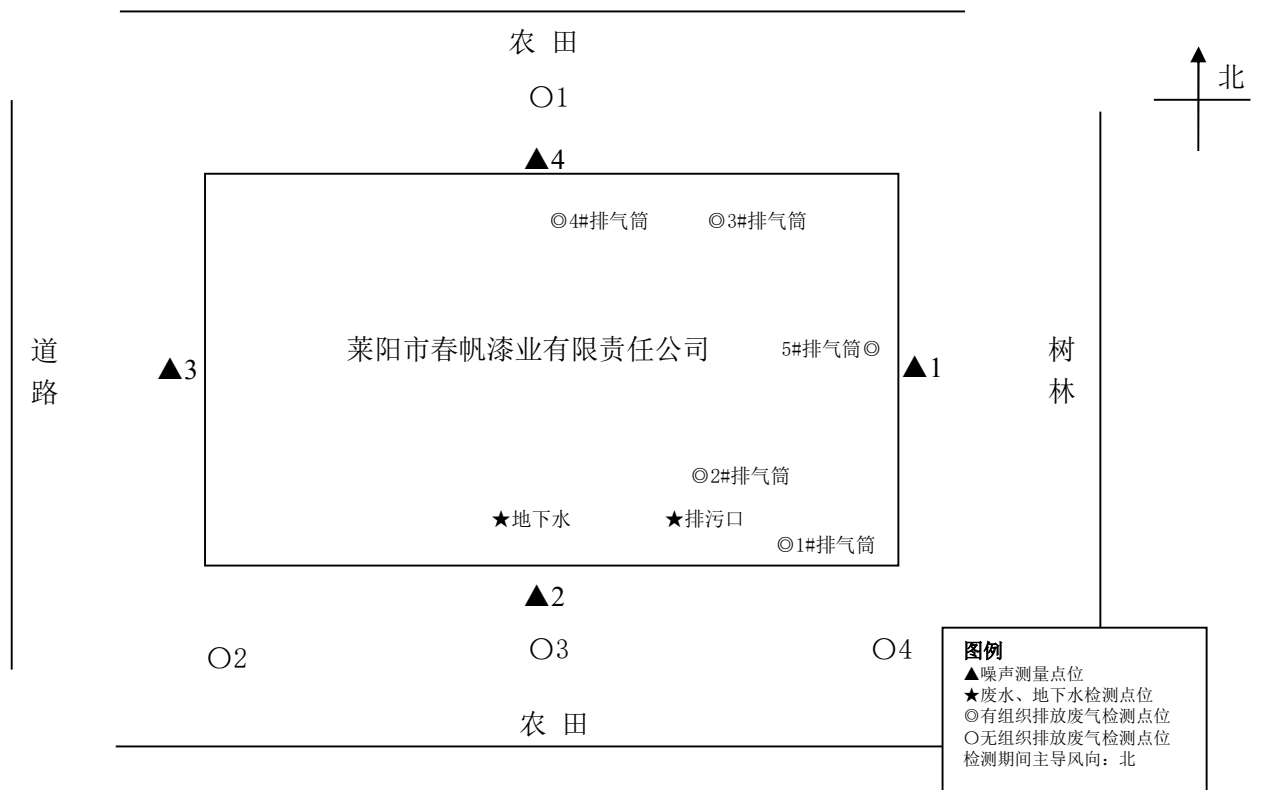 农 田
北
○1
▲4
◎4#排气筒
◎3#排气筒
道
路
▲3
莱阳市春帆漆业有限责任公司
5#排气筒◎
▲1
树
林
◎2#排气筒
★地下水
★排污口
◎1#排气筒
▲2
○2
○3
○4
农 田
图例
▲噪声测量点位
★废水、地下水检测点位
◎有组织排放废气检测点位
○无组织排放废气检测点位
检测期间主导风向：北